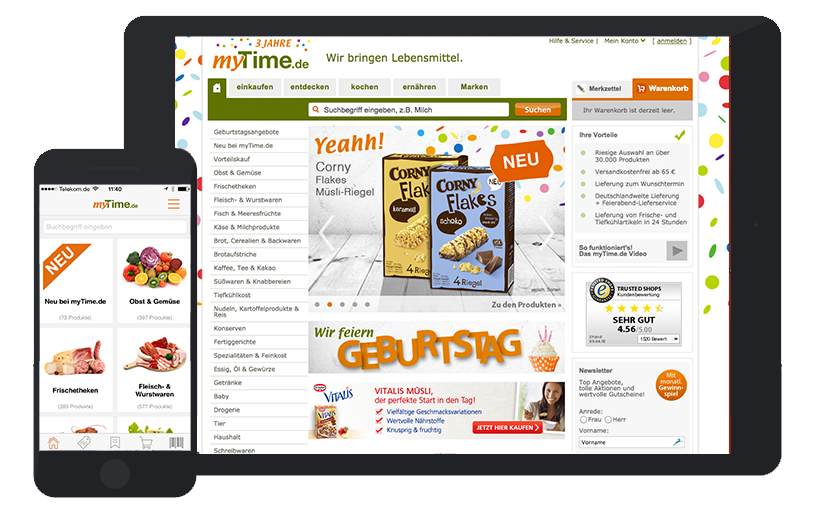 3 JAHRE
myTime.de
Wir bringen Lebensmittel.
Hilfe & Service |
Mein Konto
[ anmelden ]
einkaufen
entdecken
kochen
ernähren
Marken
Merkzettel
Warenkorb
Suchbegriff eingeben, z.B. Milch
Suchen
Ihr Warenkorb ist derzeit leer.
Geburtstagsangebote
Neu bei myTime.de
Vorteilskauf
Obst & Gemüse
Frischetheken
Fleisch- & Wurstwaren
Fisch & Meeresfrüchte
Käse & Milchprodukte
Brot, Cerealien & Backwaren
Brotaufstriche
Kaffee, Tee & Kakao
Süßwaren & Knabbereien
Tiefkühlkost
Nudeln, Kartoffelprodukte &
Reis
Konserven
Fertiggerichte
Spezialitäten & Feinkost
Essig, Öl & Gewürze
Getränke
Baby
Drogerie
Tier
Haushalt
Schreibwaren
Yeahh!
Corny
Flakes
Müsli-Riegel
CORNY
Flakes
karamell
4 Riegel
CORNY
NEU
Flakes
schoko
4 Riegel
NEU
Zu den Produkten »
Wir feiern
GEBURTSTAG
Dr. Oetker
VITALIS
VITALIS MÜSLI,
der perfekte Start in den Tag!
Vielfältige Geschmacksvariationen
Wertvolle Nährstoffe
Knusprig & fruchtig
JETZT HIER KAUFEN
Ihre Vorteile
Riesige Auswahl an über
30.000 Produkten
Versandkostenfrei ab 65 €
Lieferung zum Wunschtermin
Deutschlandweite Lieferung
+ Feierabend-Lieferservice
Lieferung von Frische- und
Tiefkühlartikeln in 24 Stunden
So funktioniert's!
Das myTime.de Video
TRUSTED SHOPS
Kundenbewertung
SEHR GUT
4.56/5.00
1520 Bewert.
Newsletter
Top Angebote,
tolle Aktionen und
wertvolle Gutscheine!
Mit
monatl.
Gewinn-
spiel
Anrede:
Frau
Herr
Vorname:
Vorname
Telekom.de
11:40
myTime.de
Suchbegriff eingeben
NEU
Neu bei myTime.de
(73 Produkte)
Obst & Gemüse
(597 Produkte)
Frischetheken
(283 Produkte)
Fleisch- &
Wurstwaren
(577 Produkte)